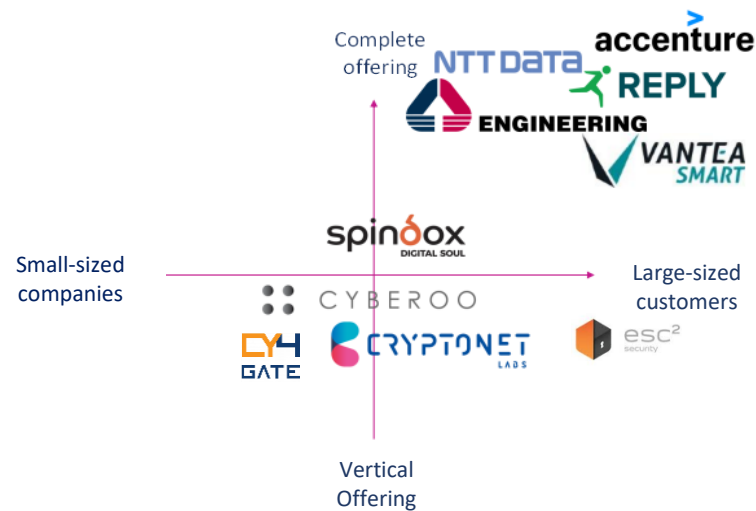 Complete
offering
NTT DATA
accenture
REPLY
ENGINEERING
VANTEA
SMART
spindox
DIGITAL SOUL
Small-sized
companies
Large-sized
customers
CYBEROO
CY4
GATE
CRYPTONET
LABS
esc²
security
Vertical
Offering